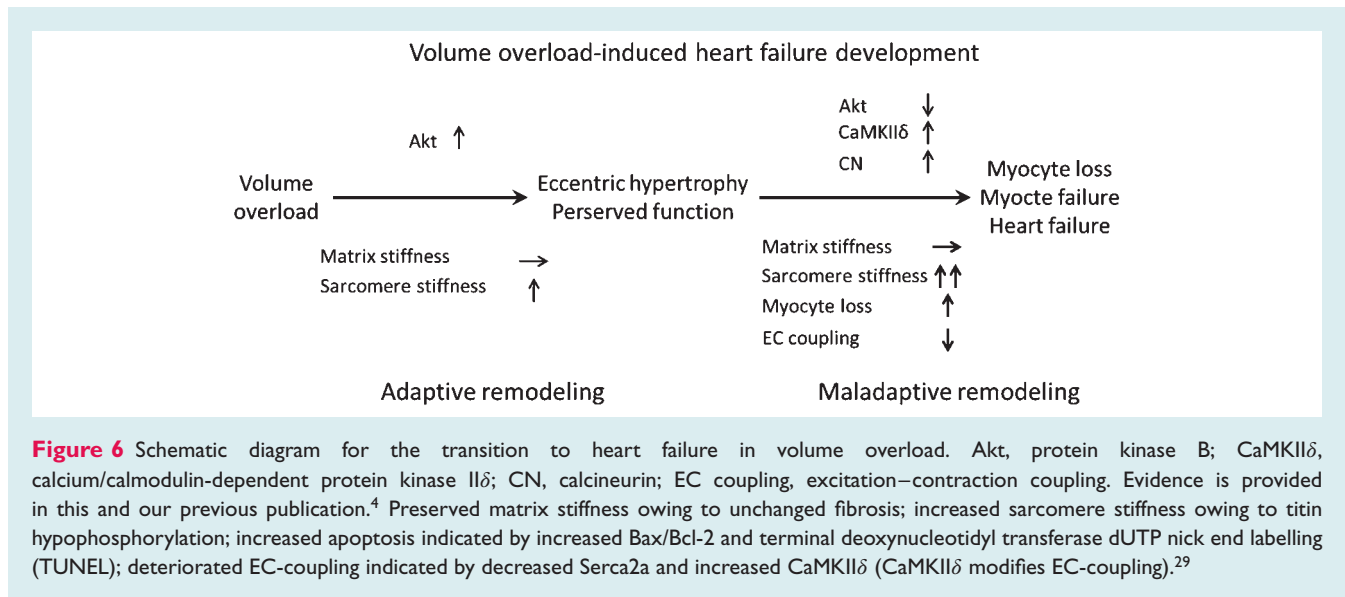 Volume overload-induced heart failure development
Akt ↓
CaMKIIδ ↑
CN ↑
Akt ↑
Volume
overload
Eccentric hypertrophy
Perserved function
Myocyte loss
Myocte failure
Heart failure
Matrix stiffness →
Sarcomere stiffness ↑
Matrix stiffness →
Sarcomere stiffness ↑↑
Myocyte loss ↑
EC coupling ↓
Adaptive remodeling
Maladaptive remodeling
Figure 6 Schematic diagram for the transition to heart failure in volume overload. Akt, protein kinase B; CaMKIIδ,
calcium/calmodulin-dependent protein kinase IIδ; CN, calcineurin; EC coupling, excitation–contraction coupling. Evidence is provided
in this and our previous publication.⁴ Preserved matrix stiffness owing to unchanged fibrosis; increased sarcomere stiffness owing to titin
hypophosphorylation; increased apoptosis indicated by increased Bax/Bcl-2 and terminal deoxynucleotidyl transferase dUTP nick end labelling
(TUNEL); deteriorated EC-coupling indicated by decreased Serca2a and increased CaMKIIδ (CaMKIIδ modifies EC-coupling).²⁹